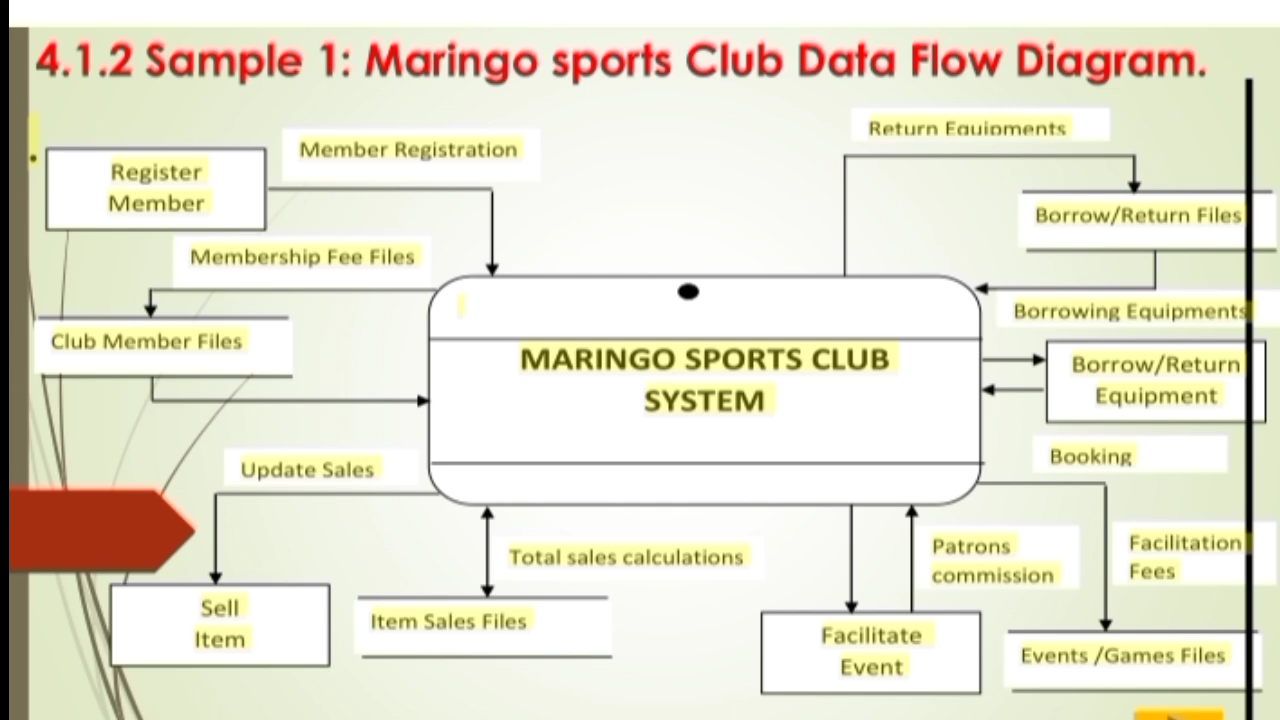 4.1.2 Sample 1: Maringo sports Club Data Flow Diagram.
Return Equipments
Member Registration
Register
Member
Borrow/Return Files
Membership Fee Files
Borrowing Equipments
Club Member Files
MARINGO SPORTS CLUB
SYSTEM
Borrow/Return
Equipment
Booking
Update Sales
Total sales calculations
Patrons
commission
Facilitation
Fees
Sell
Item
Item Sales Files
Facilitate
Event
Events /Games Files